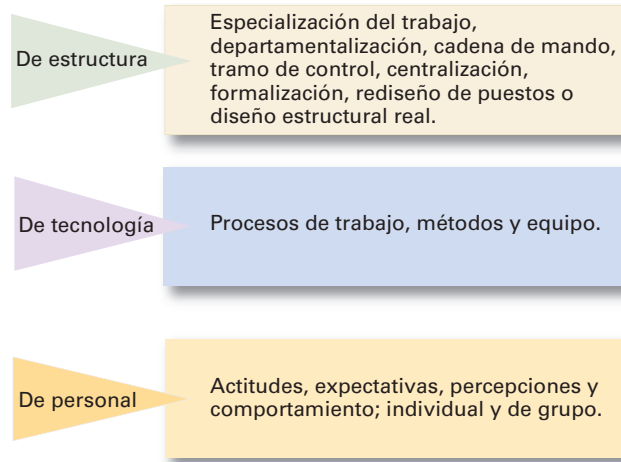 De estructura
Especialización del trabajo,
departamentalización, cadena de mando,
tramo de control, centralización,
formalización, rediseño de puestos o
diseño estructural real.
De tecnología
Procesos de trabajo, métodos y equipo.
De personal
Actitudes, expectativas, percepciones y
comportamiento; individual y de grupo.